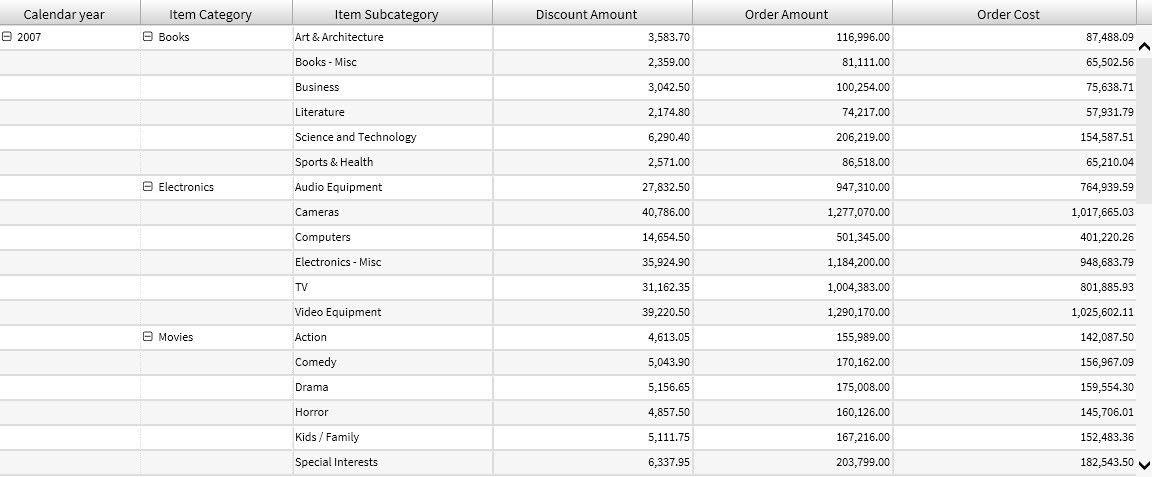 Calendar year Item Category Item Subcategory Discount Amount Order Amount Order Cost
2007 Books Art & Architecture 3,583.70 116,996.00 87,488.09
Books - Misc 2,359.00 81,111.00 65,502.56
Business 3,042.50 100,254.00 75,638.71
Literature 2,174.80 74,217.00 57,931.79
Science and Technology 6,290.40 206,219.00 154,587.51
Sports & Health 2,571.00 86,518.00 65,210.04
Electronics Audio Equipment 27,832.50 947,310.00 764,939.59
Cameras 40,786.00 1,277,070.00 1,017,665.03
Computers 14,654.50 501,345.00 401,220.26
Electronics - Misc 35,924.90 1,184,200.00 948,683.79
TV 31,162.35 1,004,383.00 801,885.93
Video Equipment 39,220.50 1,290,170.00 1,025,602.11
Movies Action 4,613.05 155,989.00 142,087.50
Comedy 5,043.90 170,162.00 156,967.09
Drama 5,156.65 175,008.00 159,554.30
Horror 4,857.50 160,126.00 145,706.01
Kids / Family 5,111.75 167,216.00 152,483.36
Special Interests 6,337.95 203,799.00 182,543.50